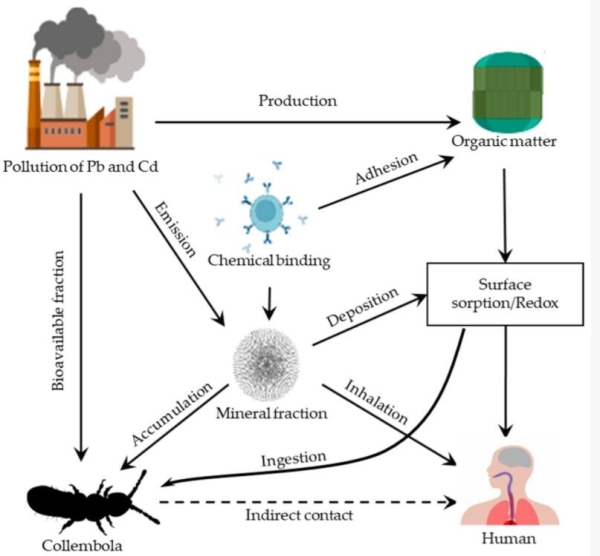 Production
Organic matter
Pollution of Pb and Cd
Adhesion
Emission
Chemical binding
Bioavailable fraction
Surface
sorption/Redox
Deposition
Mineral fraction
Accumulation
Inhalation
Ingestion
Indirect contact
Collembola
Human